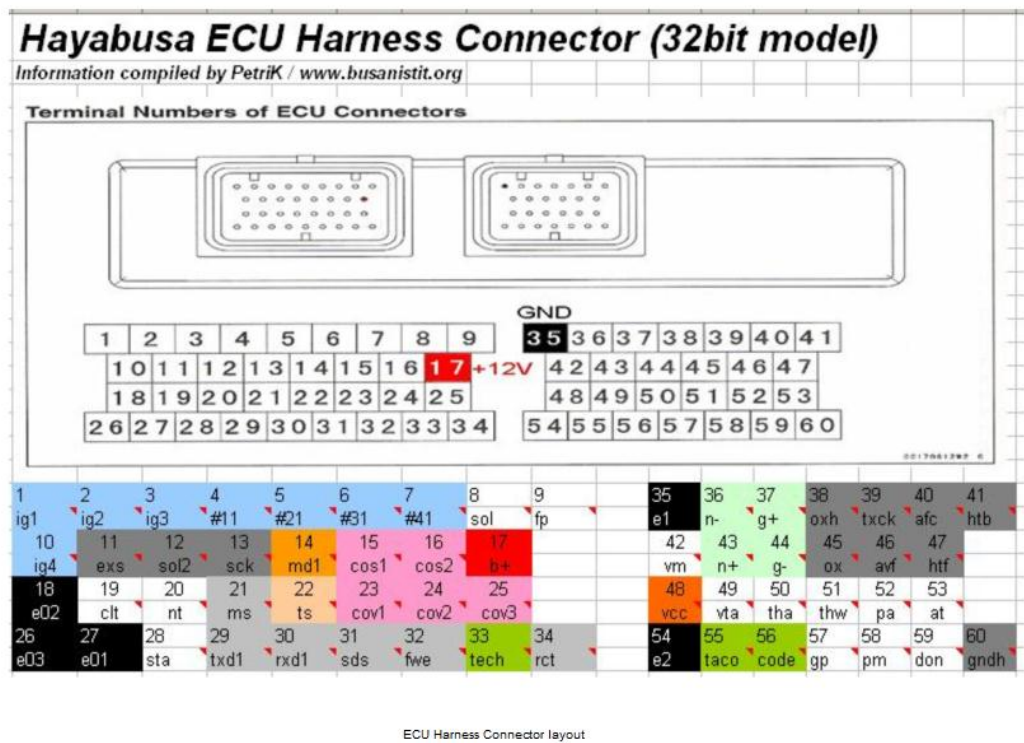 Hayabusa ECU Harness Connector (32bit model)
Information compiled by PetriK / www.busanistit.org
Terminal Numbers of ECU Connectors
GND
1 2 3 4 5 6 7 8 9 35 36 37 38 39 40 41
10 11 12 13 14 15 16 17 +12V 42 43 44 45 46 47
18 19 20 21 22 23 24 25 48 49 50 51 52 53
26 27 28 29 30 31 32 33 34 54 55 56 57 58 59 60
1 2 3 4 5 6 7 8 9 35 36 37 38 39 40 41
ig1 ig2 ig3 #11 #21 #31 #41 sol fp e1 n- g+ oxh txck afc htb
10 11 12 13 14 15 16 17 42 43 44 45 46 47
ig4 exs sol2 sck md1 cos1 cos2 b+ vm n+ g- ox avf htf
18 19 20 21 22 23 24 25 48 49 50 51 52 53
e02 clt nt ms ts cov1 cov2 cov3 vcc vta tha thw pa at
26 27 28 29 30 31 32 33 34 54 55 56 57 58 59 60
e03 e01 sta txd1 rxd1 sds fwe tech rct e2 taco code gp pm don gndh
ECU Harness Connector layout